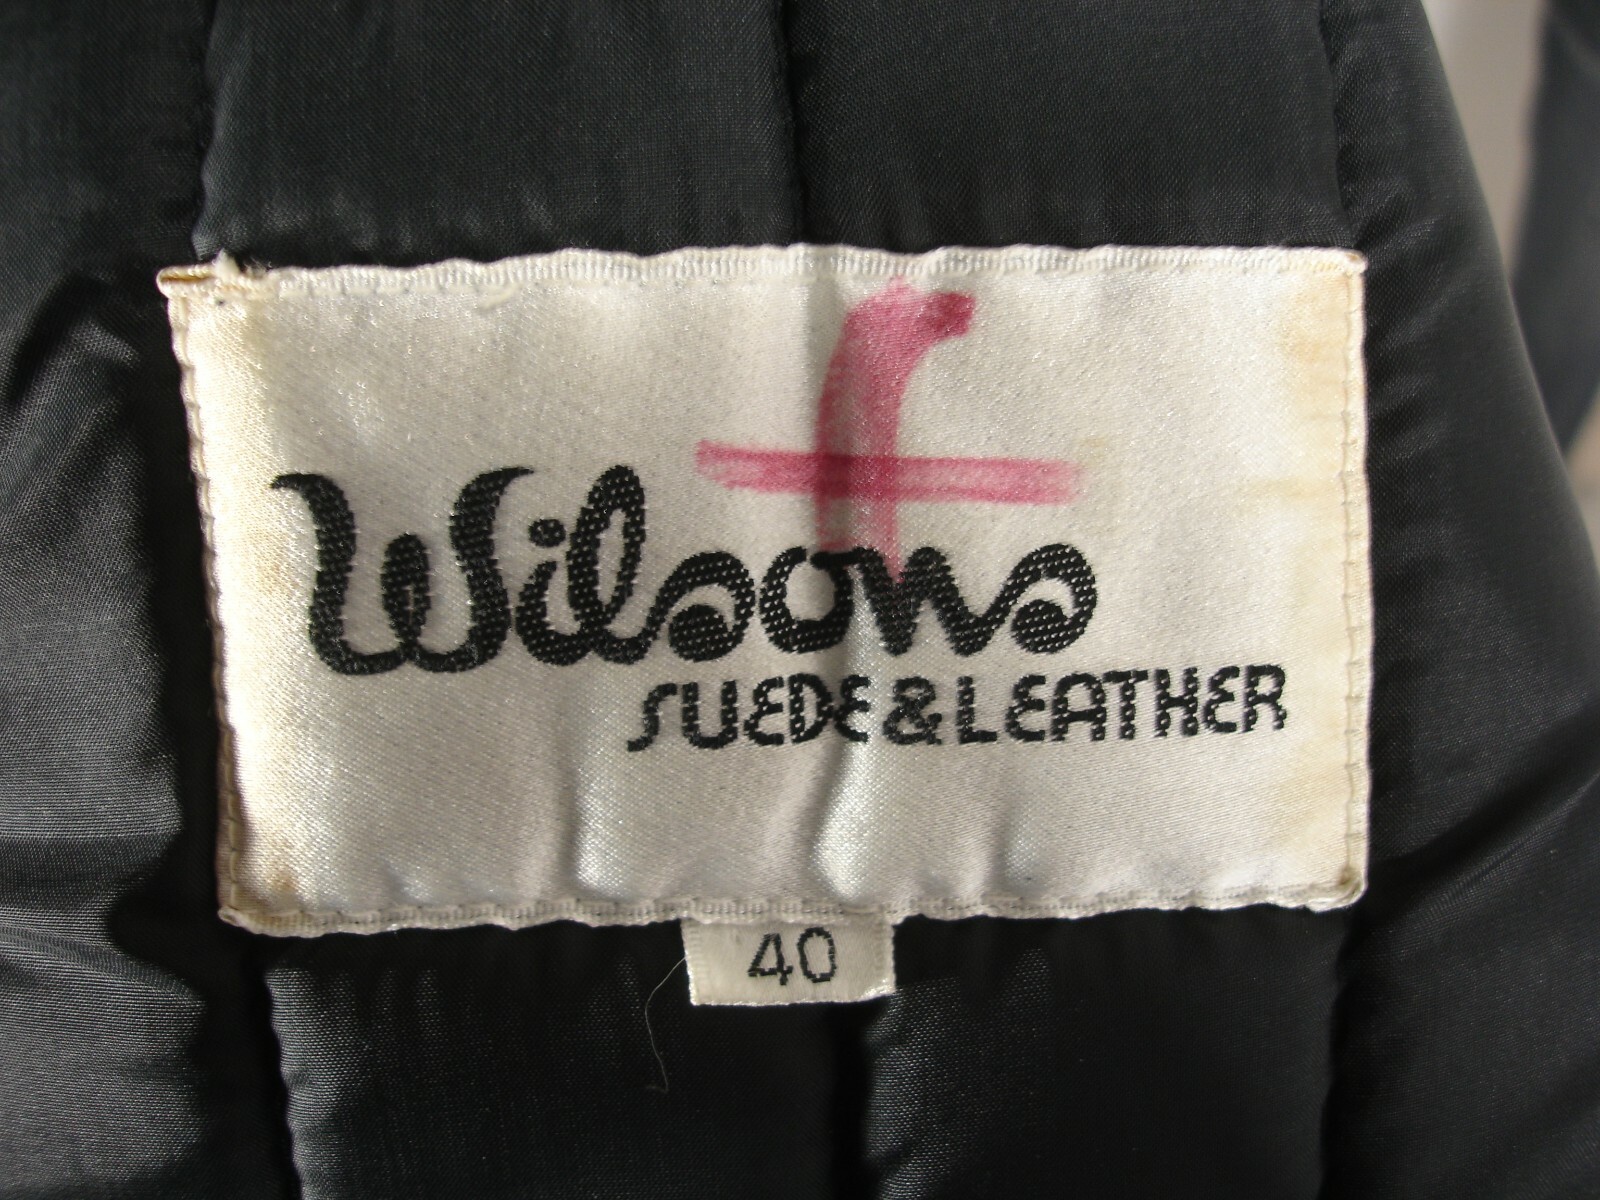 f
Wilsons
SUEDE & LEATHER
40